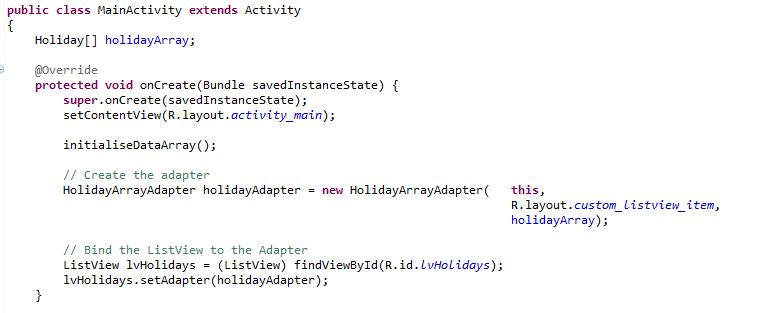 public class MainActivity extends Activity
{
    Holiday[] holidayArray;

    @Override
    protected void onCreate(Bundle savedInstanceState) {
        super.onCreate(savedInstanceState);
        setContentView(R.layout.activity_main);

        initialiseDataArray();

        // Create the adapter
        HolidayArrayAdapter holidayAdapter = new HolidayArrayAdapter(   this,
                                                                        R.layout.custom_listview_item,
                                                                        holidayArray);

        // Bind the ListView to the Adapter
        ListView lvHolidays = (ListView) findViewById(R.id.lvHolidays);
        lvHolidays.setAdapter(holidayAdapter);
    }